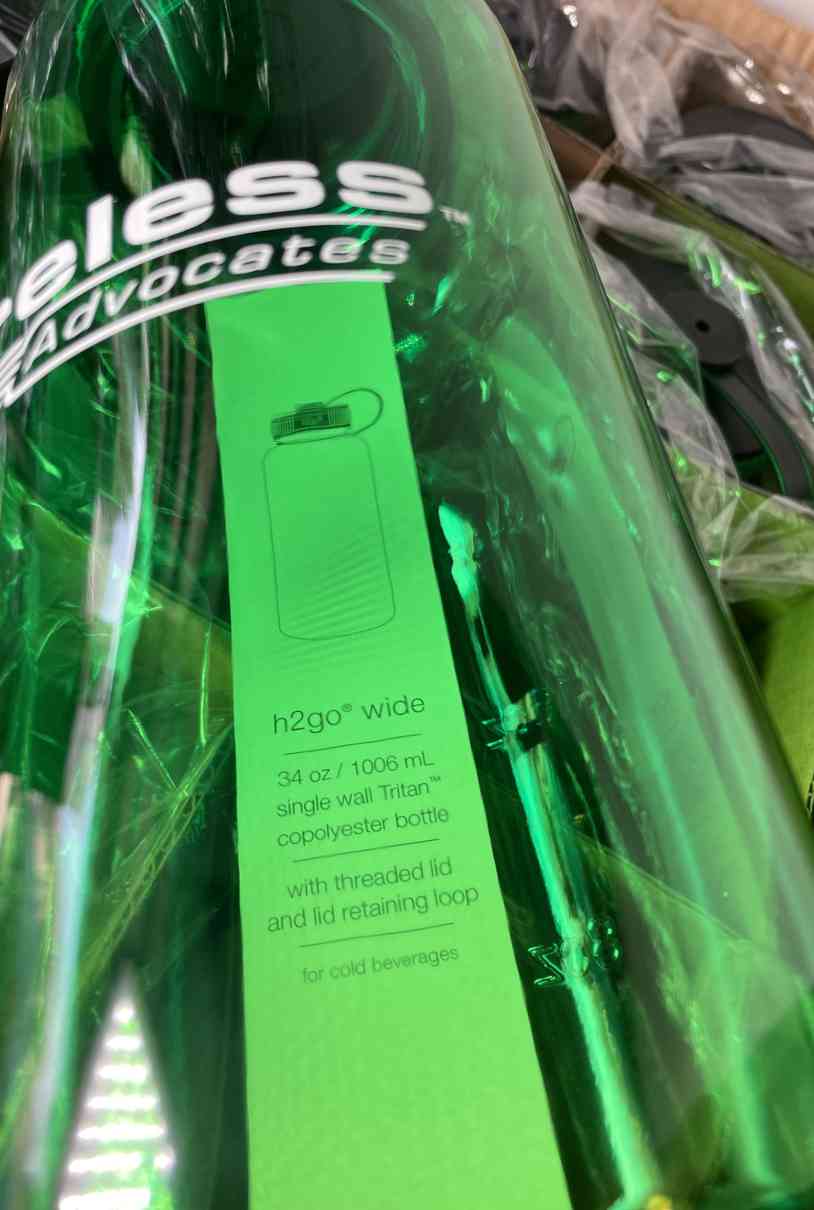 eless™
Advocates
h2go® wide
34 oz / 1006 mL
single wall Tritan™
copolyester bottle
with threaded lid
and lid retaining loop
for cold beverages